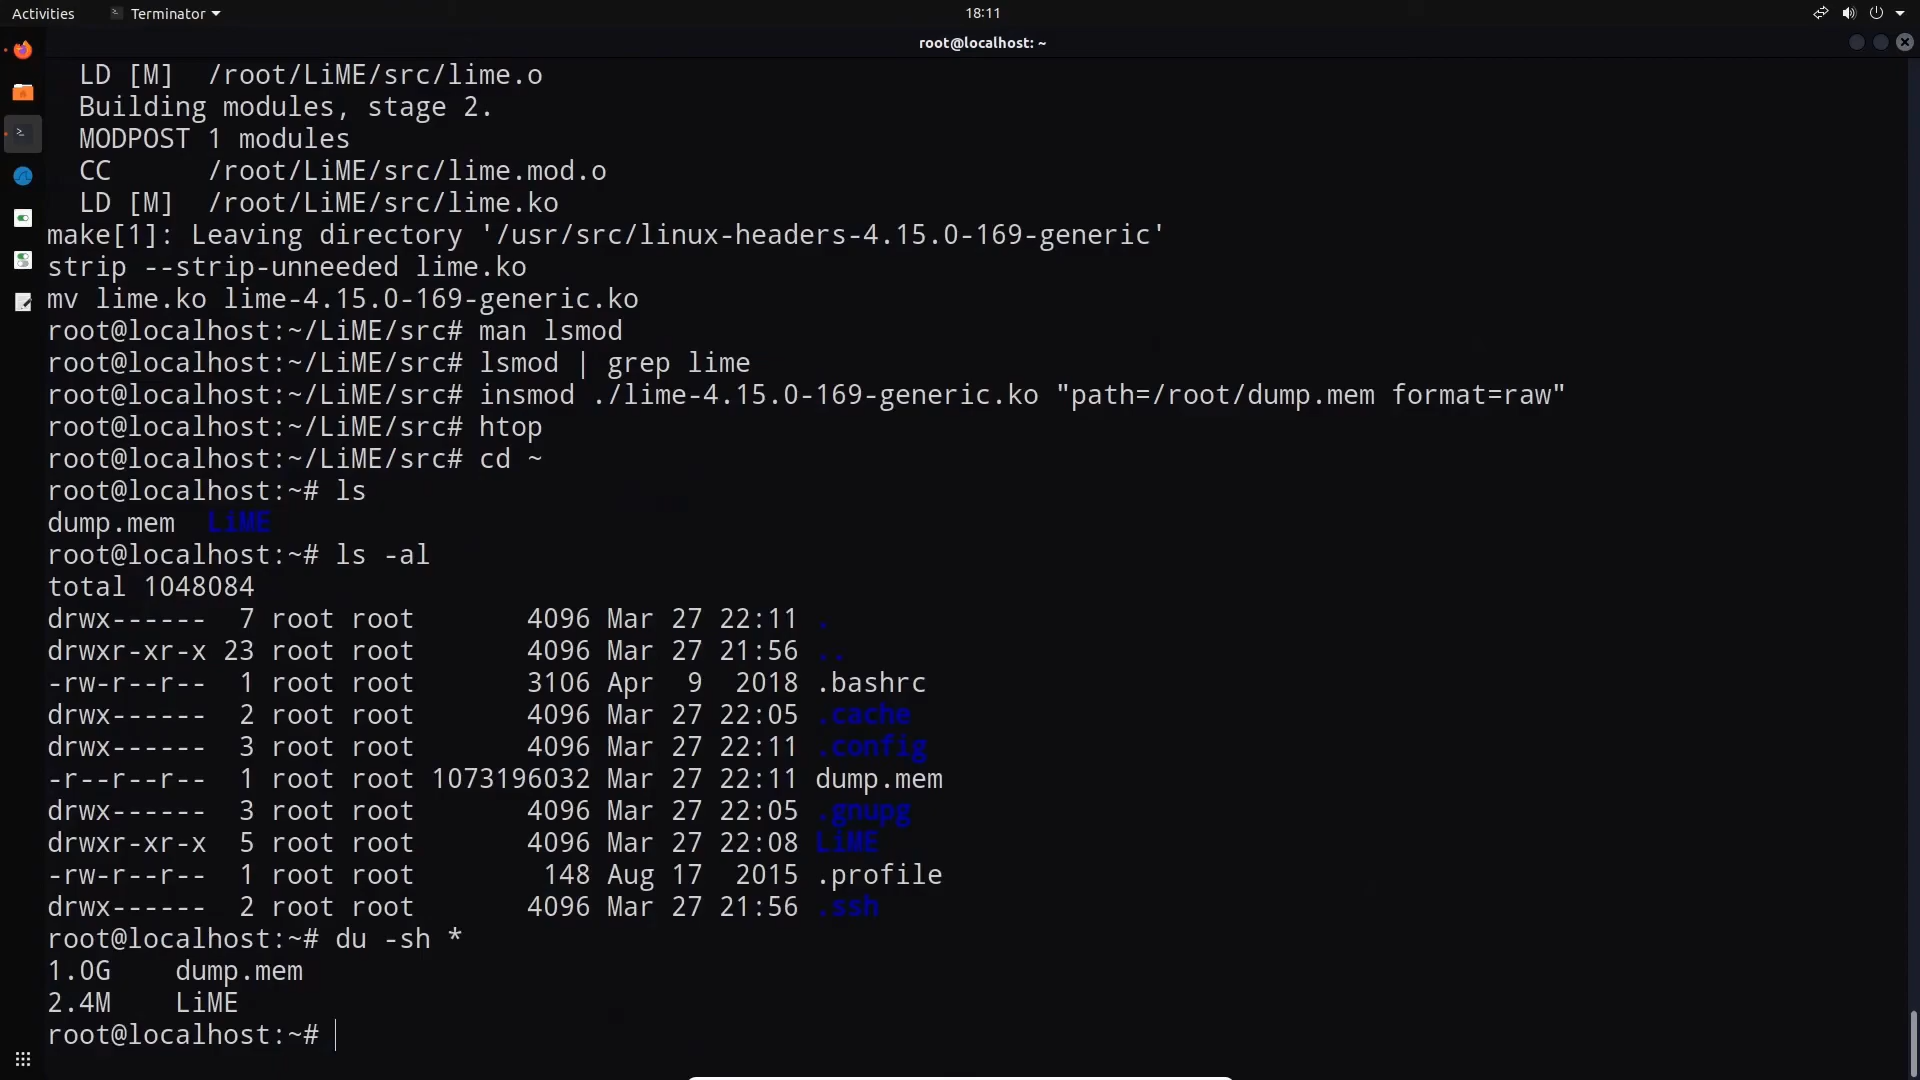 Activities Terminator 18:11
root@localhost: ~
LD [M]  /root/LiME/src/lime.o
Building modules, stage 2.
MODPOST 1 modules
CC      /root/LiME/src/lime.mod.o
LD [M]  /root/LiME/src/lime.ko
make[1]: Leaving directory '/usr/src/linux-headers-4.15.0-169-generic'
strip --strip-unneeded lime.ko
mv lime.ko lime-4.15.0-169-generic.ko
root@localhost:~/LiME/src# man lsmod
root@localhost:~/LiME/src# lsmod | grep lime
root@localhost:~/LiME/src# insmod ./lime-4.15.0-169-generic.ko "path=/root/dump.mem format=raw"
root@localhost:~/LiME/src# htop
root@localhost:~/LiME/src# cd ~
root@localhost:~# ls
dump.mem  LiME
root@localhost:~# ls -al
total 1048084
drwx------  7 root root       4096 Mar 27 22:11 .
drwxr-xr-x 23 root root       4096 Mar 27 21:56 ..
-rw-r--r--  1 root root       3106 Apr  9  2018 .bashrc
drwx------  2 root root       4096 Mar 27 22:05 .cache
drwx------  3 root root       4096 Mar 27 22:11 .config
-r--r--r--  1 root root 1073196032 Mar 27 22:11 dump.mem
drwx------  3 root root       4096 Mar 27 22:05 .gnupg
drwxr-xr-x  5 root root       4096 Mar 27 22:08 LiME
-rw-r--r--  1 root root        148 Aug 17  2015 .profile
drwx------  2 root root       4096 Mar 27 21:56 .ssh
root@localhost:~# du -sh *
1.0G    dump.mem
2.4M    LiME
root@localhost:~#